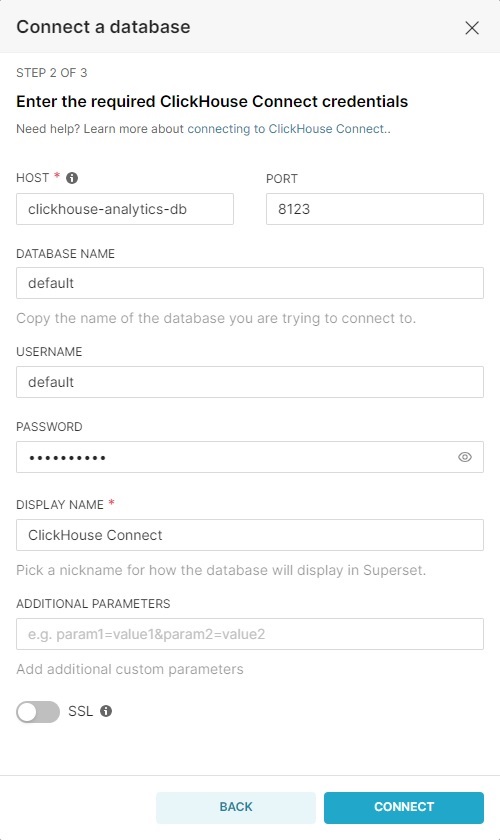 Connect a database
STEP 2 OF 3
Enter the required ClickHouse Connect credentials
Need help? Learn more about connecting to ClickHouse Connect..
HOST *
PORT
clickhouse-analytics-db
8123
DATABASE NAME
default
Copy the name of the database you are trying to connect to.
USERNAME
default
PASSWORD
••••••••••
DISPLAY NAME *
ClickHouse Connect
Pick a nickname for how the database will display in Superset.
ADDITIONAL PARAMETERS
e.g. param1=value1&param2=value2
Add additional custom parameters
SSL
BACK
CONNECT